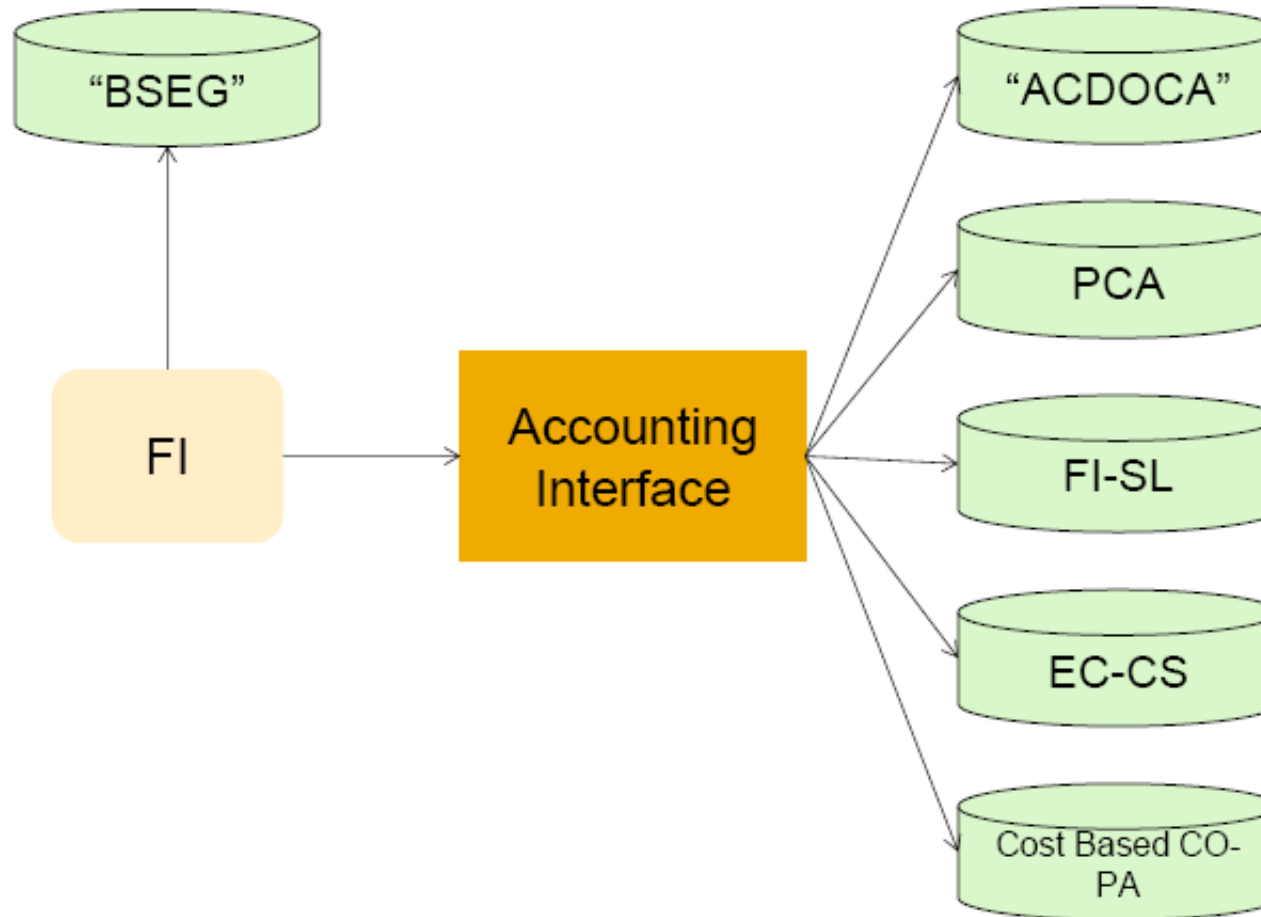 “BSEG”
“ACDOCA”
PCA
FI
Accounting
Interface
FI-SL
EC-CS
Cost Based CO-
PA